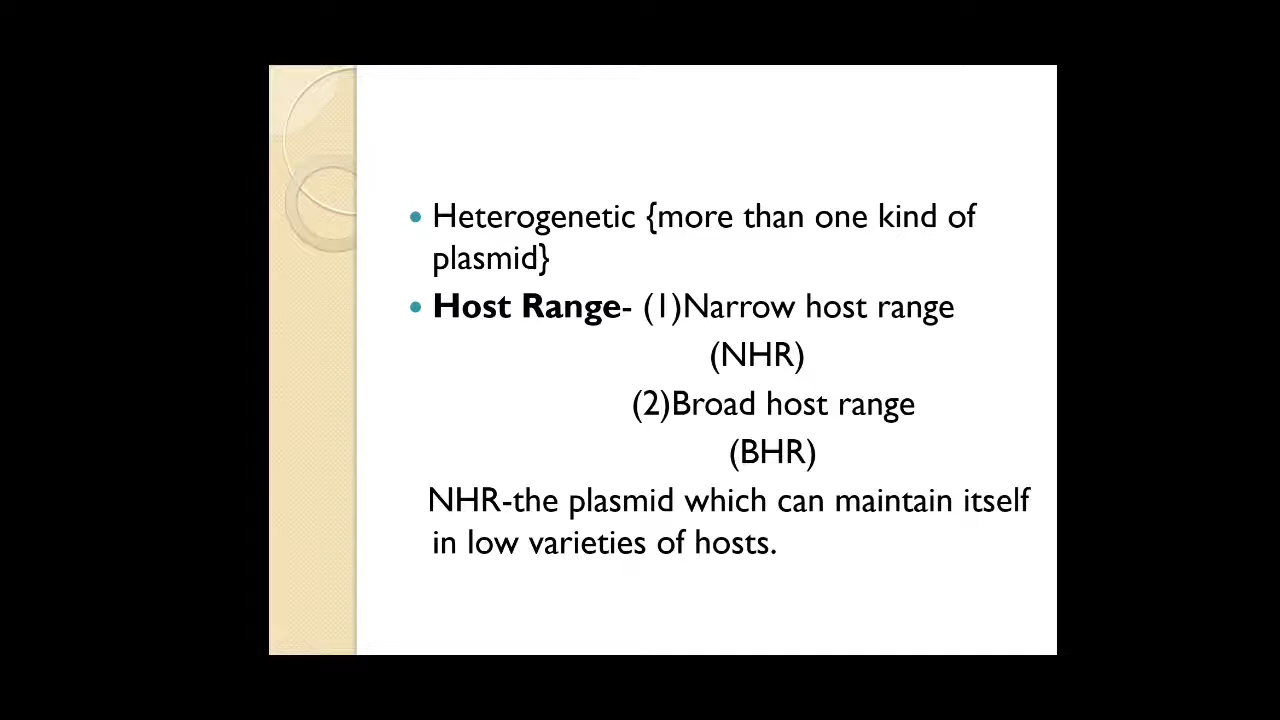 Heterogenetic {more than one kind of
plasmid}
Host Range- (1)Narrow host range
(NHR)
(2)Broad host range
(BHR)
NHR-the plasmid which can maintain itself
in low varieties of hosts.